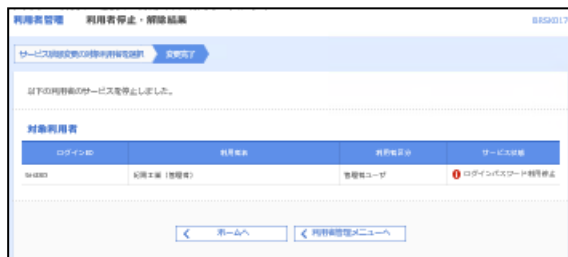 利用者管理 利用者停止・解除結果 BRSK017
サービス状態変更の対象利用者を選択 変更完了
以下の利用者のサービスを停止しました。
対象利用者
ログインID 利用者名 利用者区分 サービス状態
(管理者) 管理者ユーザ ログインパスワード利用停止
ホームへ 利用者管理メニューへ